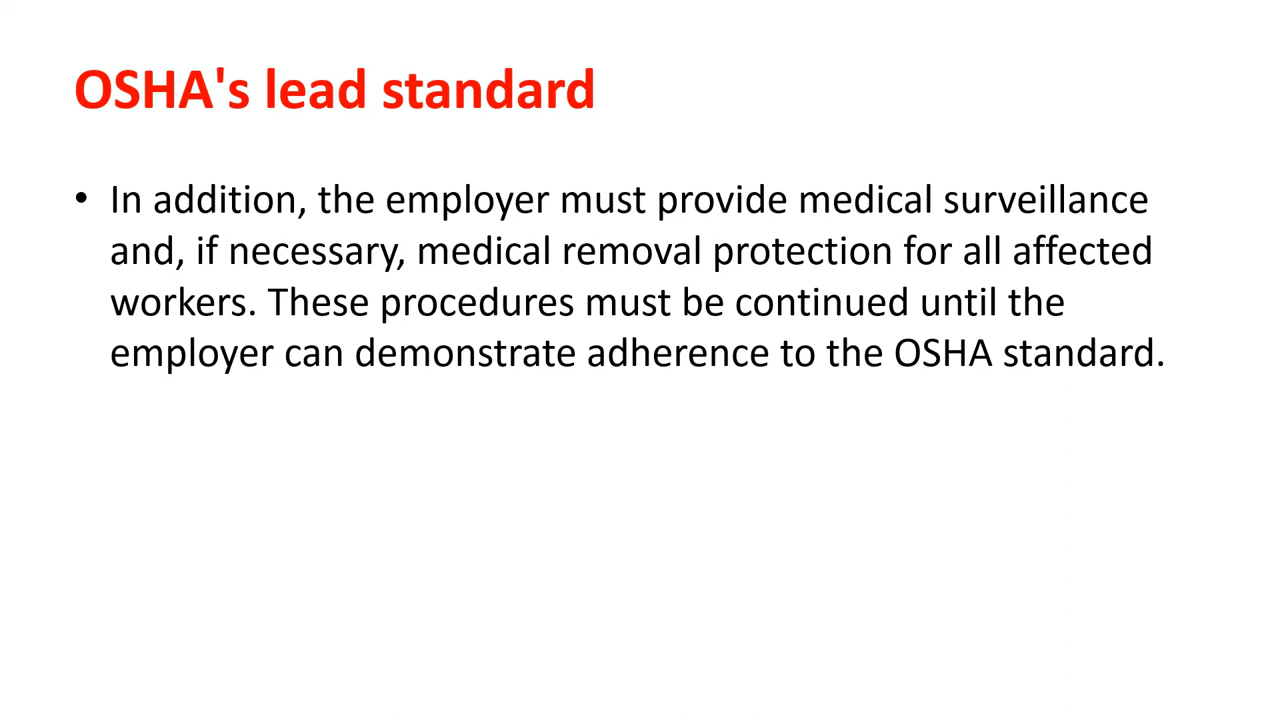 OSHA's lead standard
• In addition, the employer must provide medical surveillance
and, if necessary, medical removal protection for all affected
workers. These procedures must be continued until the
employer can demonstrate adherence to the OSHA standard.